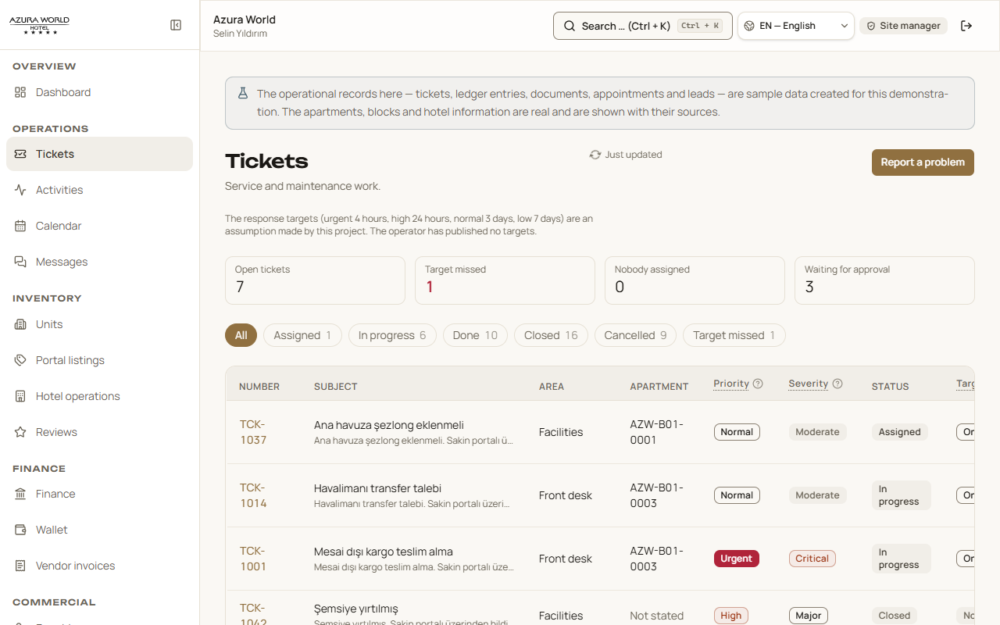 AZURA WORLD
HOTEL
Azura World
Selin Yıldırım
Search … (Ctrl + K)
Ctrl + K
EN — English
Site manager
OVERVIEW
Dashboard
OPERATIONS
Tickets
Activities
Calendar
Messages
INVENTORY
Units
Portal listings
Hotel operations
Reviews
FINANCE
Finance
Wallet
Vendor invoices
COMMERCIAL
The operational records here — tickets, ledger entries, documents, appointments and leads — are sample data created for this demonstra-
tion. The apartments, blocks and hotel information are real and are shown with their sources.
Tickets
Just updated
Report a problem
Service and maintenance work.
The response targets (urgent 4 hours, high 24 hours, normal 3 days, low 7 days) are an
assumption made by this project. The operator has published no targets.
Open tickets
7
Target missed
1
Nobody assigned
0
Waiting for approval
3
All
Assigned 1
In progress 6
Done 10
Closed 16
Cancelled 9
Target missed 1
NUMBER SUBJECT AREA APARTMENT Priority Severity STATUS Targ
TCK-
1037
Ana havuza şezlong eklenmeli
Ana havuza şezlong eklenmeli. Sakin portalı ü…
Facilities
AZW-B01-
0001
Normal
Moderate
Assigned
On
TCK-
1014
Havalimanı transfer talebi
Havalimanı transfer talebi. Sakin portalı üzeri…
Front desk
AZW-B01-
0003
Normal
Moderate
In
progress
On
TCK-
1001
Mesai dışı kargo teslim alma
Mesai dışı kargo teslim alma. Sakin portalı üze…
Front desk
AZW-B01-
0003
Urgent
Critical
In
progress
On
TCK-
1042
Şemsiye yırtılmış
Şemsiye yırtılmış. Sakin portalı üzerinden bildi…
Facilities
Not stated
High
Major
Closed
No